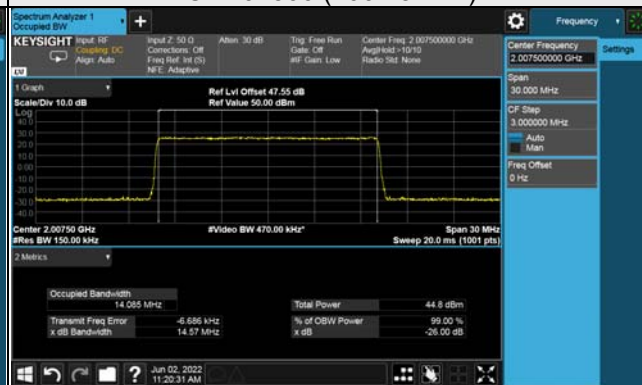 Spectrum Analyzer 1
Occupied BW
Frequency
KEYSIGHT
Input: RF
Coupling: DC
Align: Auto
Input Z: 50 Ω
Corrections: Off
Freq Ref: Int (S)
NFE: Adaptive
Atten: 30 dB
Trig: Free Run
Gate: Off
#IF Gain: Low
Center Freq: 2.007500000 GHz
Avg|Hold:>10/10
Radio Std: None
Center Frequency
2.007500000 GHz
Settings
Span
30.000 MHz
CF Step
3.000000 MHz
Auto
Man
Freq Offset
0 Hz
1 Graph
Scale/Div 10.0 dB
Ref Lvl Offset 47.55 dB
Ref Value 50.00 dBm
Log
40.0
30.0
20.0
10.0
0.00
-10.0
-20.0
-30.0
-40.0
Center 2.00750 GHz
#Res BW 150.00 kHz
#Video BW 470.00 kHz*
Span 30 MHz
Sweep 20.0 ms (1001 pts)
2 Metrics
Occupied Bandwidth
14.085 MHz
Total Power 44.8 dBm
Transmit Freq Error -6.686 kHz
% of OBW Power 99.00 %
x dB Bandwidth 14.57 MHz
x dB -26.00 dB
Jun 02, 2022
11:20:31 AM